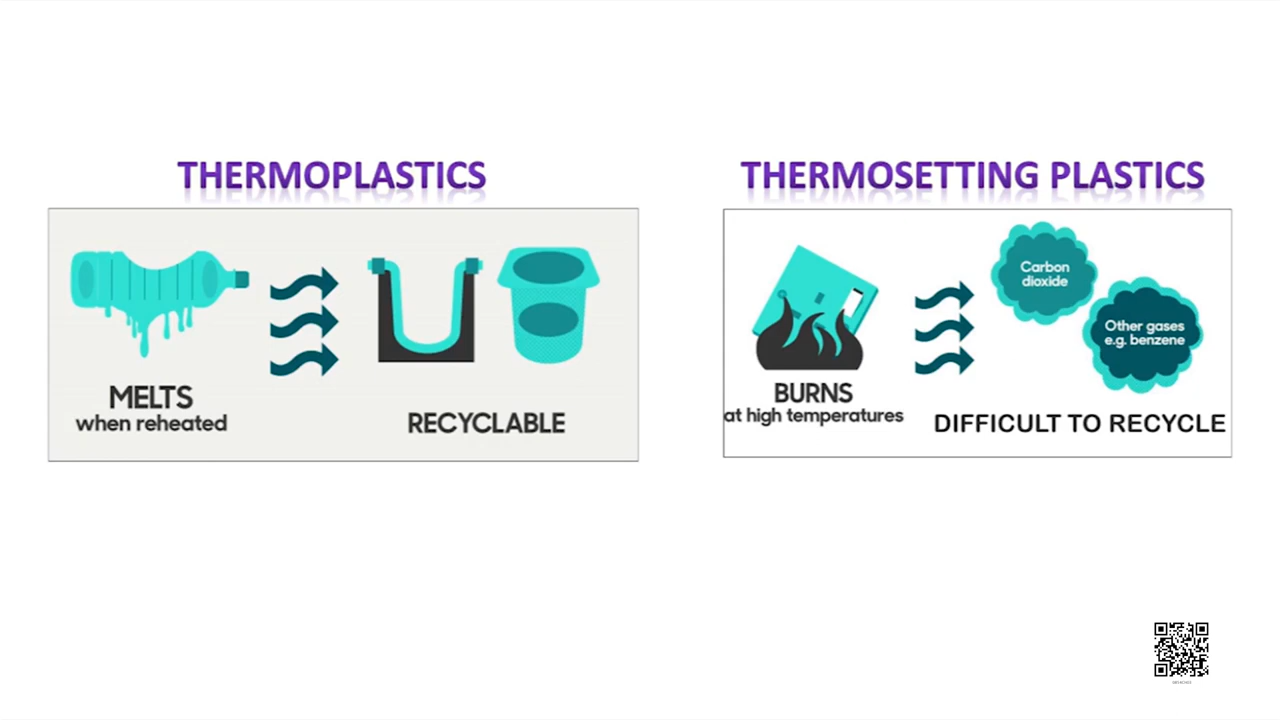 THERMOPLASTICS
MELTS
when reheated
RECYCLABLE
THERMOSETTING PLASTICS
Carbon
dioxide
Other gases
e.g. benzene
BURNS
at high temperatures
DIFFICULT TO RECYCLE